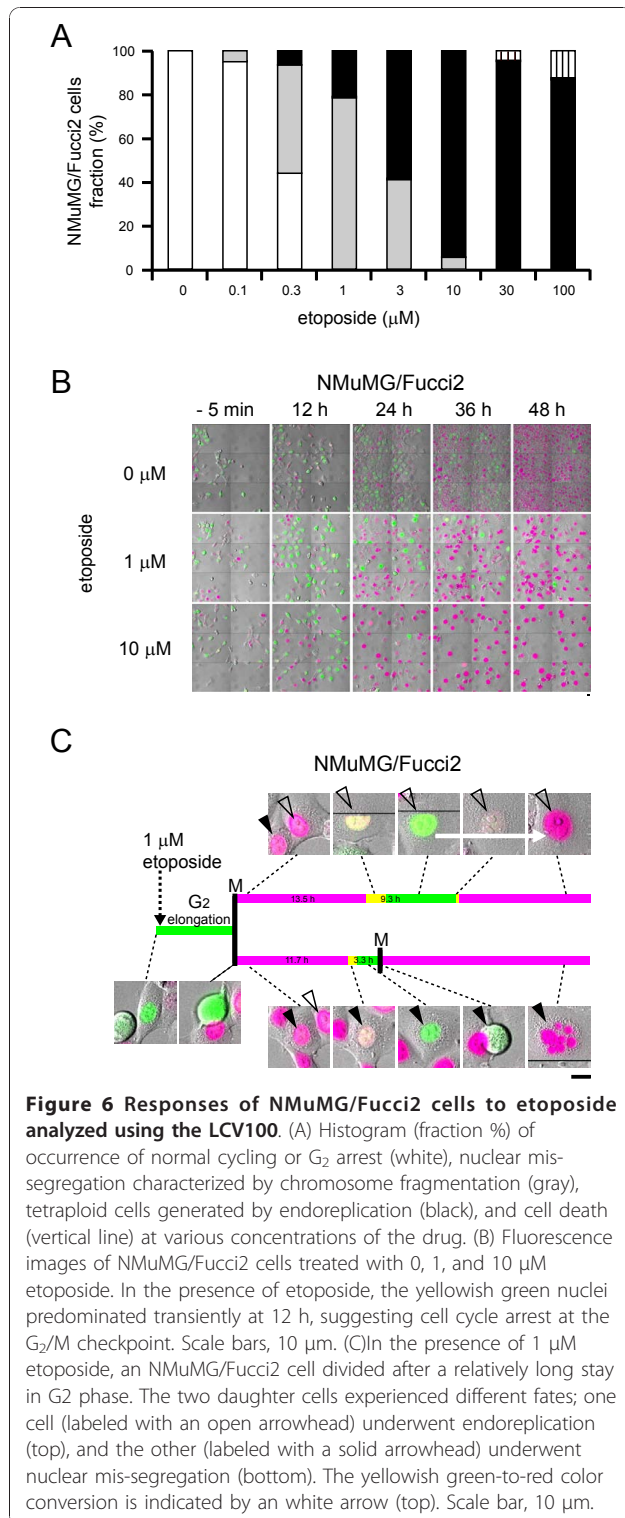 A
NMuMG/Fucci2 cells
fraction (%)
100
80
60
40
20
0
0 0.1 0.3 1 3 10 30 100
etoposide (μM)
B
NMuMG/Fucci2
- 5 min 12 h 24 h 36 h 48 h
etoposide
0 μM
1 μM
10 μM
C
NMuMG/Fucci2
1 μM
etoposide
G2
elongation
M
13.5 h 9.3 h
M
11.7 h 3.3 h
Figure 6 Responses of NMuMG/Fucci2 cells to etoposide
analyzed using the LCV100. (A) Histogram (fraction %) of
occurrence of normal cycling or G2 arrest (white), nuclear mis-
segregation characterized by chromosome fragmentation (gray),
tetraploid cells generated by endoreplication (black), and cell death
(vertical line) at various concentrations of the drug. (B) Fluorescence
images of NMuMG/Fucci2 cells treated with 0, 1, and 10 μM
etoposide. In the presence of etoposide, the yellowish green nuclei
predominated transiently at 12 h, suggesting cell cycle arrest at the
G2/M checkpoint. Scale bars, 10 μm. (C)In the presence of 1 μM
etoposide, an NMuMG/Fucci2 cell divided after a relatively long stay
in G2 phase. The two daughter cells experienced different fates; one
cell (labeled with an open arrowhead) underwent endoreplication
(top), and the other (labeled with a solid arrowhead) underwent
nuclear mis-segregation (bottom). The yellowish green-to-red color
conversion is indicated by an white arrow (top). Scale bar, 10 μm.